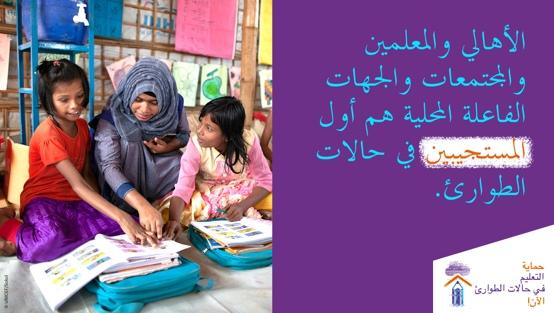 الأهالي والمعلمين
والمجتمعات والجهات
الفاعلة المحلية هم أول
المستجيبين في حالات
الطوارئ.
حماية
التعليم
في حالات الطوارئ
الآن!